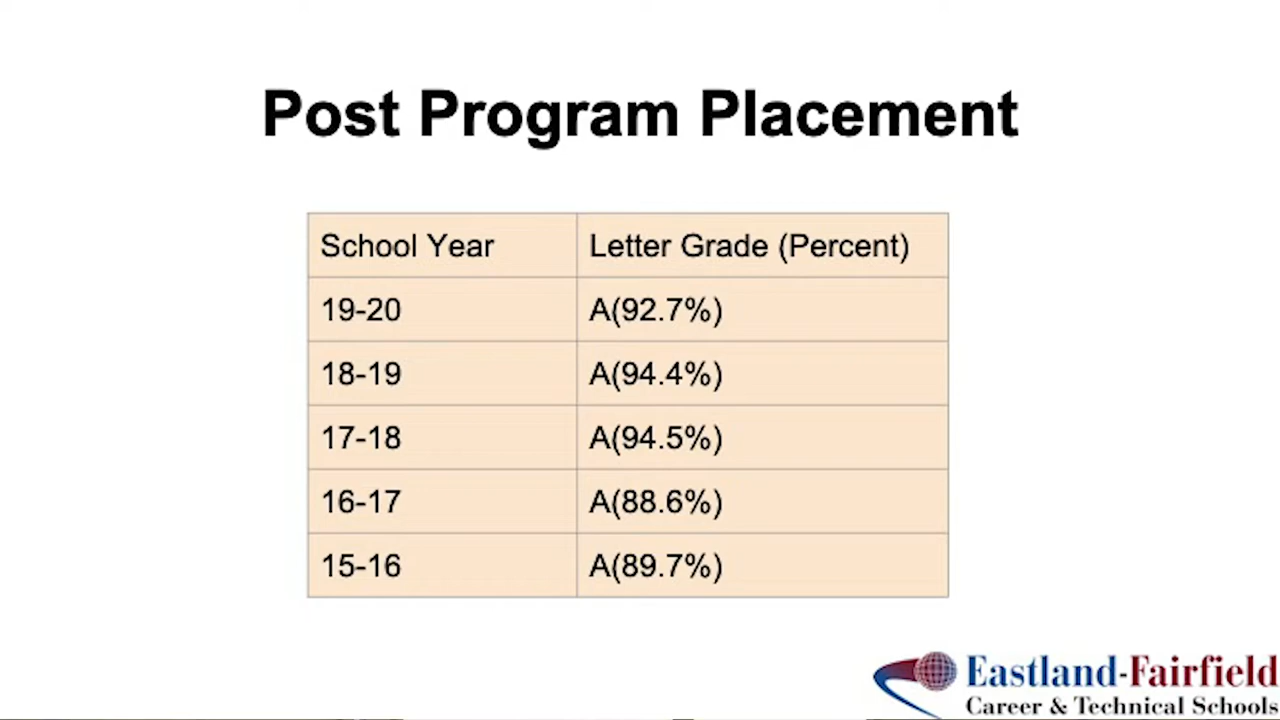 Post Program Placement
School Year Letter Grade (Percent)
19-20 A(92.7%)
18-19 A(94.4%)
17-18 A(94.5%)
16-17 A(88.6%)
15-16 A(89.7%)
Eastland-Fairfield
Career & Technical Schools